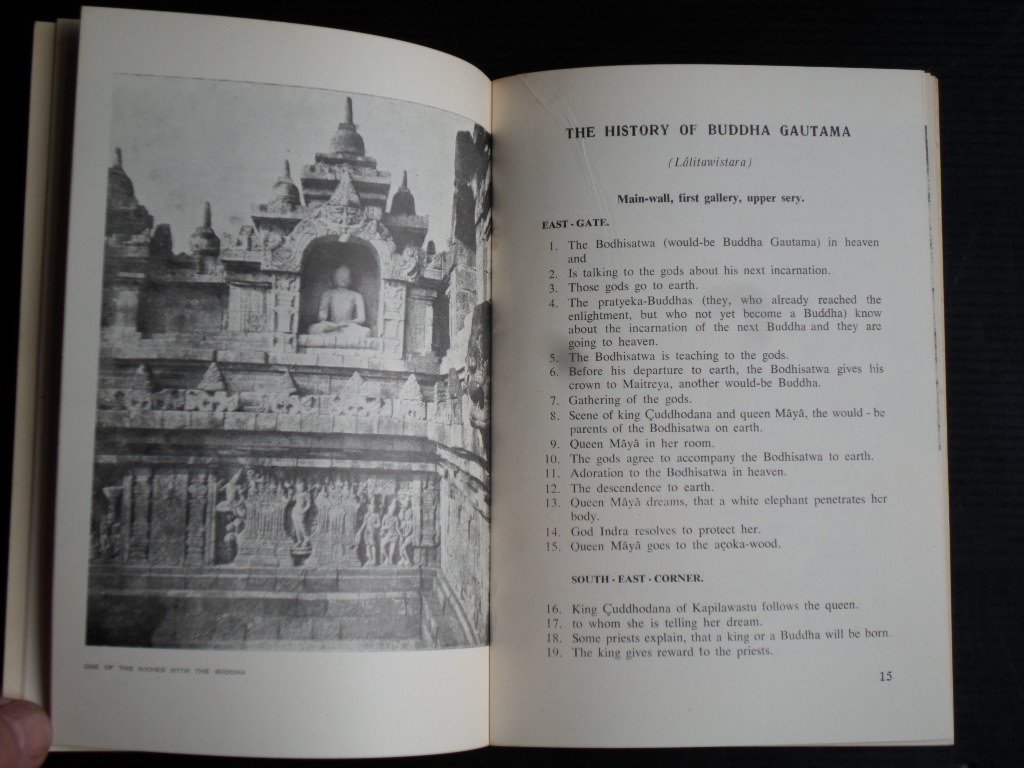 ONE OF THE NICHES WITH THE BUDDHA
THE HISTORY OF BUDDHA GAUTAMA
(Lâlitawistara)
Main-wall, first gallery, upper sery.
EAST - GATE.
1. The Bodhisatwa (would-be Buddha Gautama) in heaven
and
2. Is talking to the gods about his next incarnation.
3. Those gods go to earth.
4. The pratyeka-Buddhas (they, who already reached the
enlightment, but who not yet become a Buddha) know
about the incarnation of the next Buddha and they are
going to heaven.
5. The Bodhisatwa is teaching to the gods.
6. Before his departure to earth, the Bodhisatwa gives his
crown to Maitreya, another would-be Buddha.
7. Gathering of the gods.
8. Scene of king Çuddhodana and queen Mâyâ, the would - be
parents of the Bodhisatwa on earth.
9. Queen Mâyâ in her room.
10. The gods agree to accompany the Bodhisatwa to earth.
11. Adoration to the Bodhisatwa in heaven.
12. The descendence to earth.
13. Queen Mâyâ dreams, that a white elephant penetrates her
body.
14. God Indra resolves to protect her.
15. Queen Mâyâ goes to the açoka-wood.
SOUTH - EAST - CORNER.
16. King Çuddhodana of Kapilawastu follows the queen.
17. to whom she is telling her dream.
18. Some priests explain, that a king or a Buddha will be born.
19. The king gives reward to the priests.
15